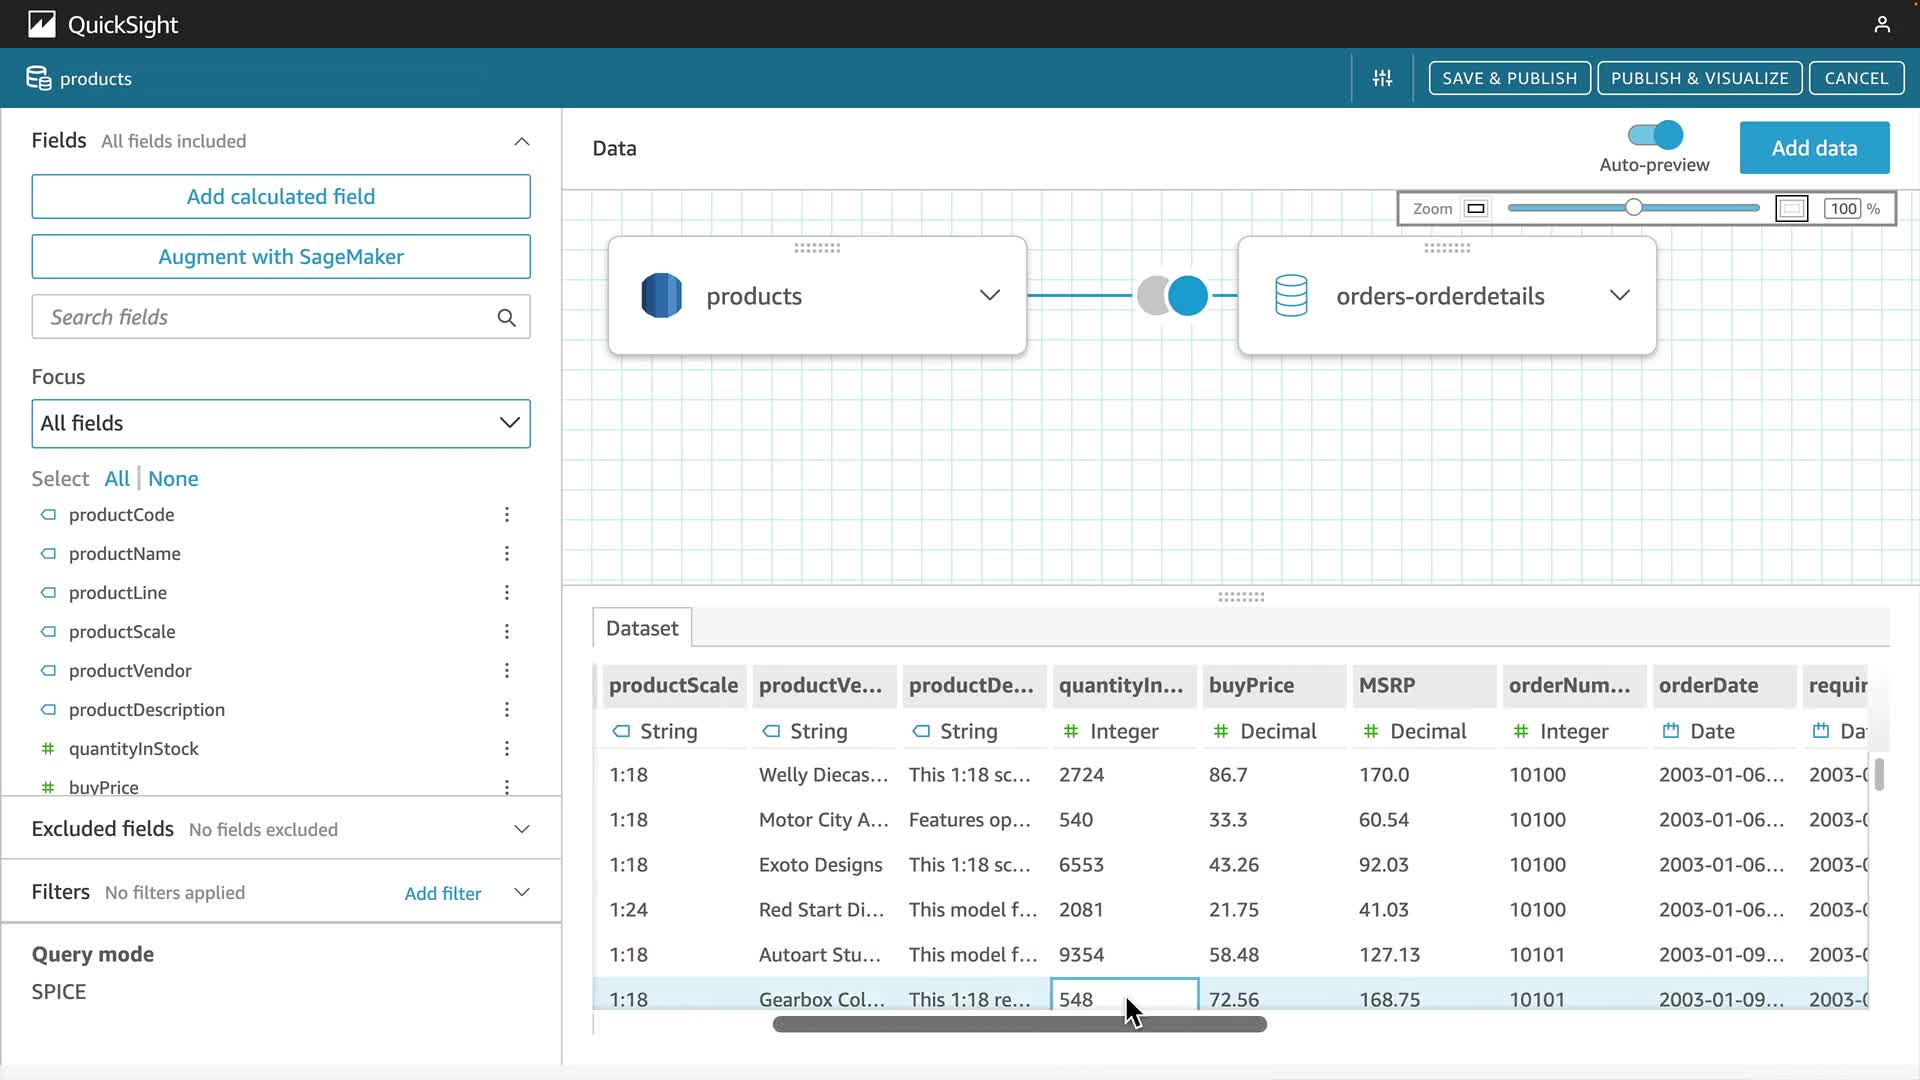 QuickSight
products
SAVE & PUBLISH
PUBLISH & VISUALIZE
CANCEL
Fields All fields included
Add calculated field
Augment with SageMaker
Search fields
Focus
All fields
Select All | None
productCode
productName
productLine
productScale
productVendor
productDescription
quantityInStock
buyPrice
Excluded fields No fields excluded
Filters No filters applied Add filter
Query mode
SPICE
Data
Auto-preview
Add data
Zoom 100 %
products
orders-orderdetails
Dataset
productScale productVe... productDe... quantityIn... buyPrice MSRP orderNum... orderDate requir
String String String Integer Decimal Decimal Integer Date Da
1:18 Welly Diecas... This 1:18 sc... 2724 86.7 170.0 10100 2003-01-06... 2003-0
1:18 Motor City A... Features op... 540 33.3 60.54 10100 2003-01-06... 2003-0
1:18 Exoto Designs This 1:18 sc... 6553 43.26 92.03 10100 2003-01-06... 2003-0
1:24 Red Start Di... This model f... 2081 21.75 41.03 10100 2003-01-06... 2003-0
1:18 Autoart Stu... This model f... 9354 58.48 127.13 10101 2003-01-09... 2003-0
1:18 Gearbox Col... This 1:18 re... 548 72.56 168.75 10101 2003-01-09... 2003-0